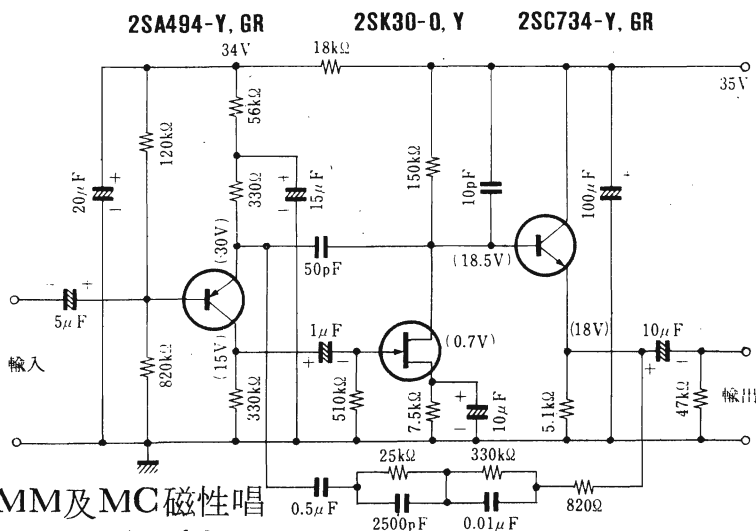 2SA494-Y, GR
2SK30-O, Y
2SC734-Y, GR
34V
18kΩ
35V
56kΩ
120kΩ
20μF
+
−
330Ω
15μF
+
−
150kΩ
10pF
100μF
+
−
(30V)
50pF
(18.5V)
5μF
+
−
輸入
(15V)
1μF
+
−
(0.7V)
(18V)
10μF
+
−
820kΩ
330kΩ
510kΩ
7.5kΩ
10μF
+
−
5.1kΩ
47kΩ
輸出
25kΩ
330kΩ
0.5μF
2500pF
0.01μF
820Ω
MM及MC磁性唱